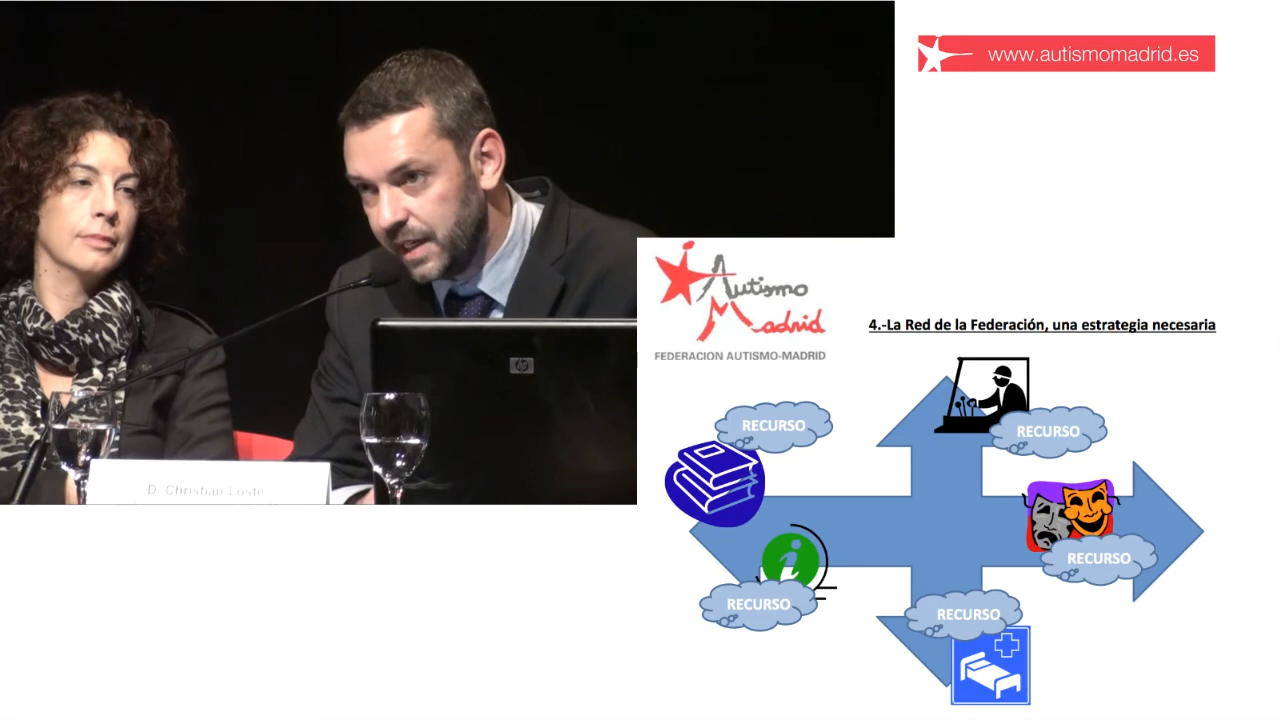 www.autismomadrid.es
D. Christian Loste
hp
Autismo
Madrid
FEDERACION AUTISMO-MADRID
4.-La Red de la Federación, una estrategia necesaria
RECURSO
RECURSO
RECURSO
RECURSO
RECURSO